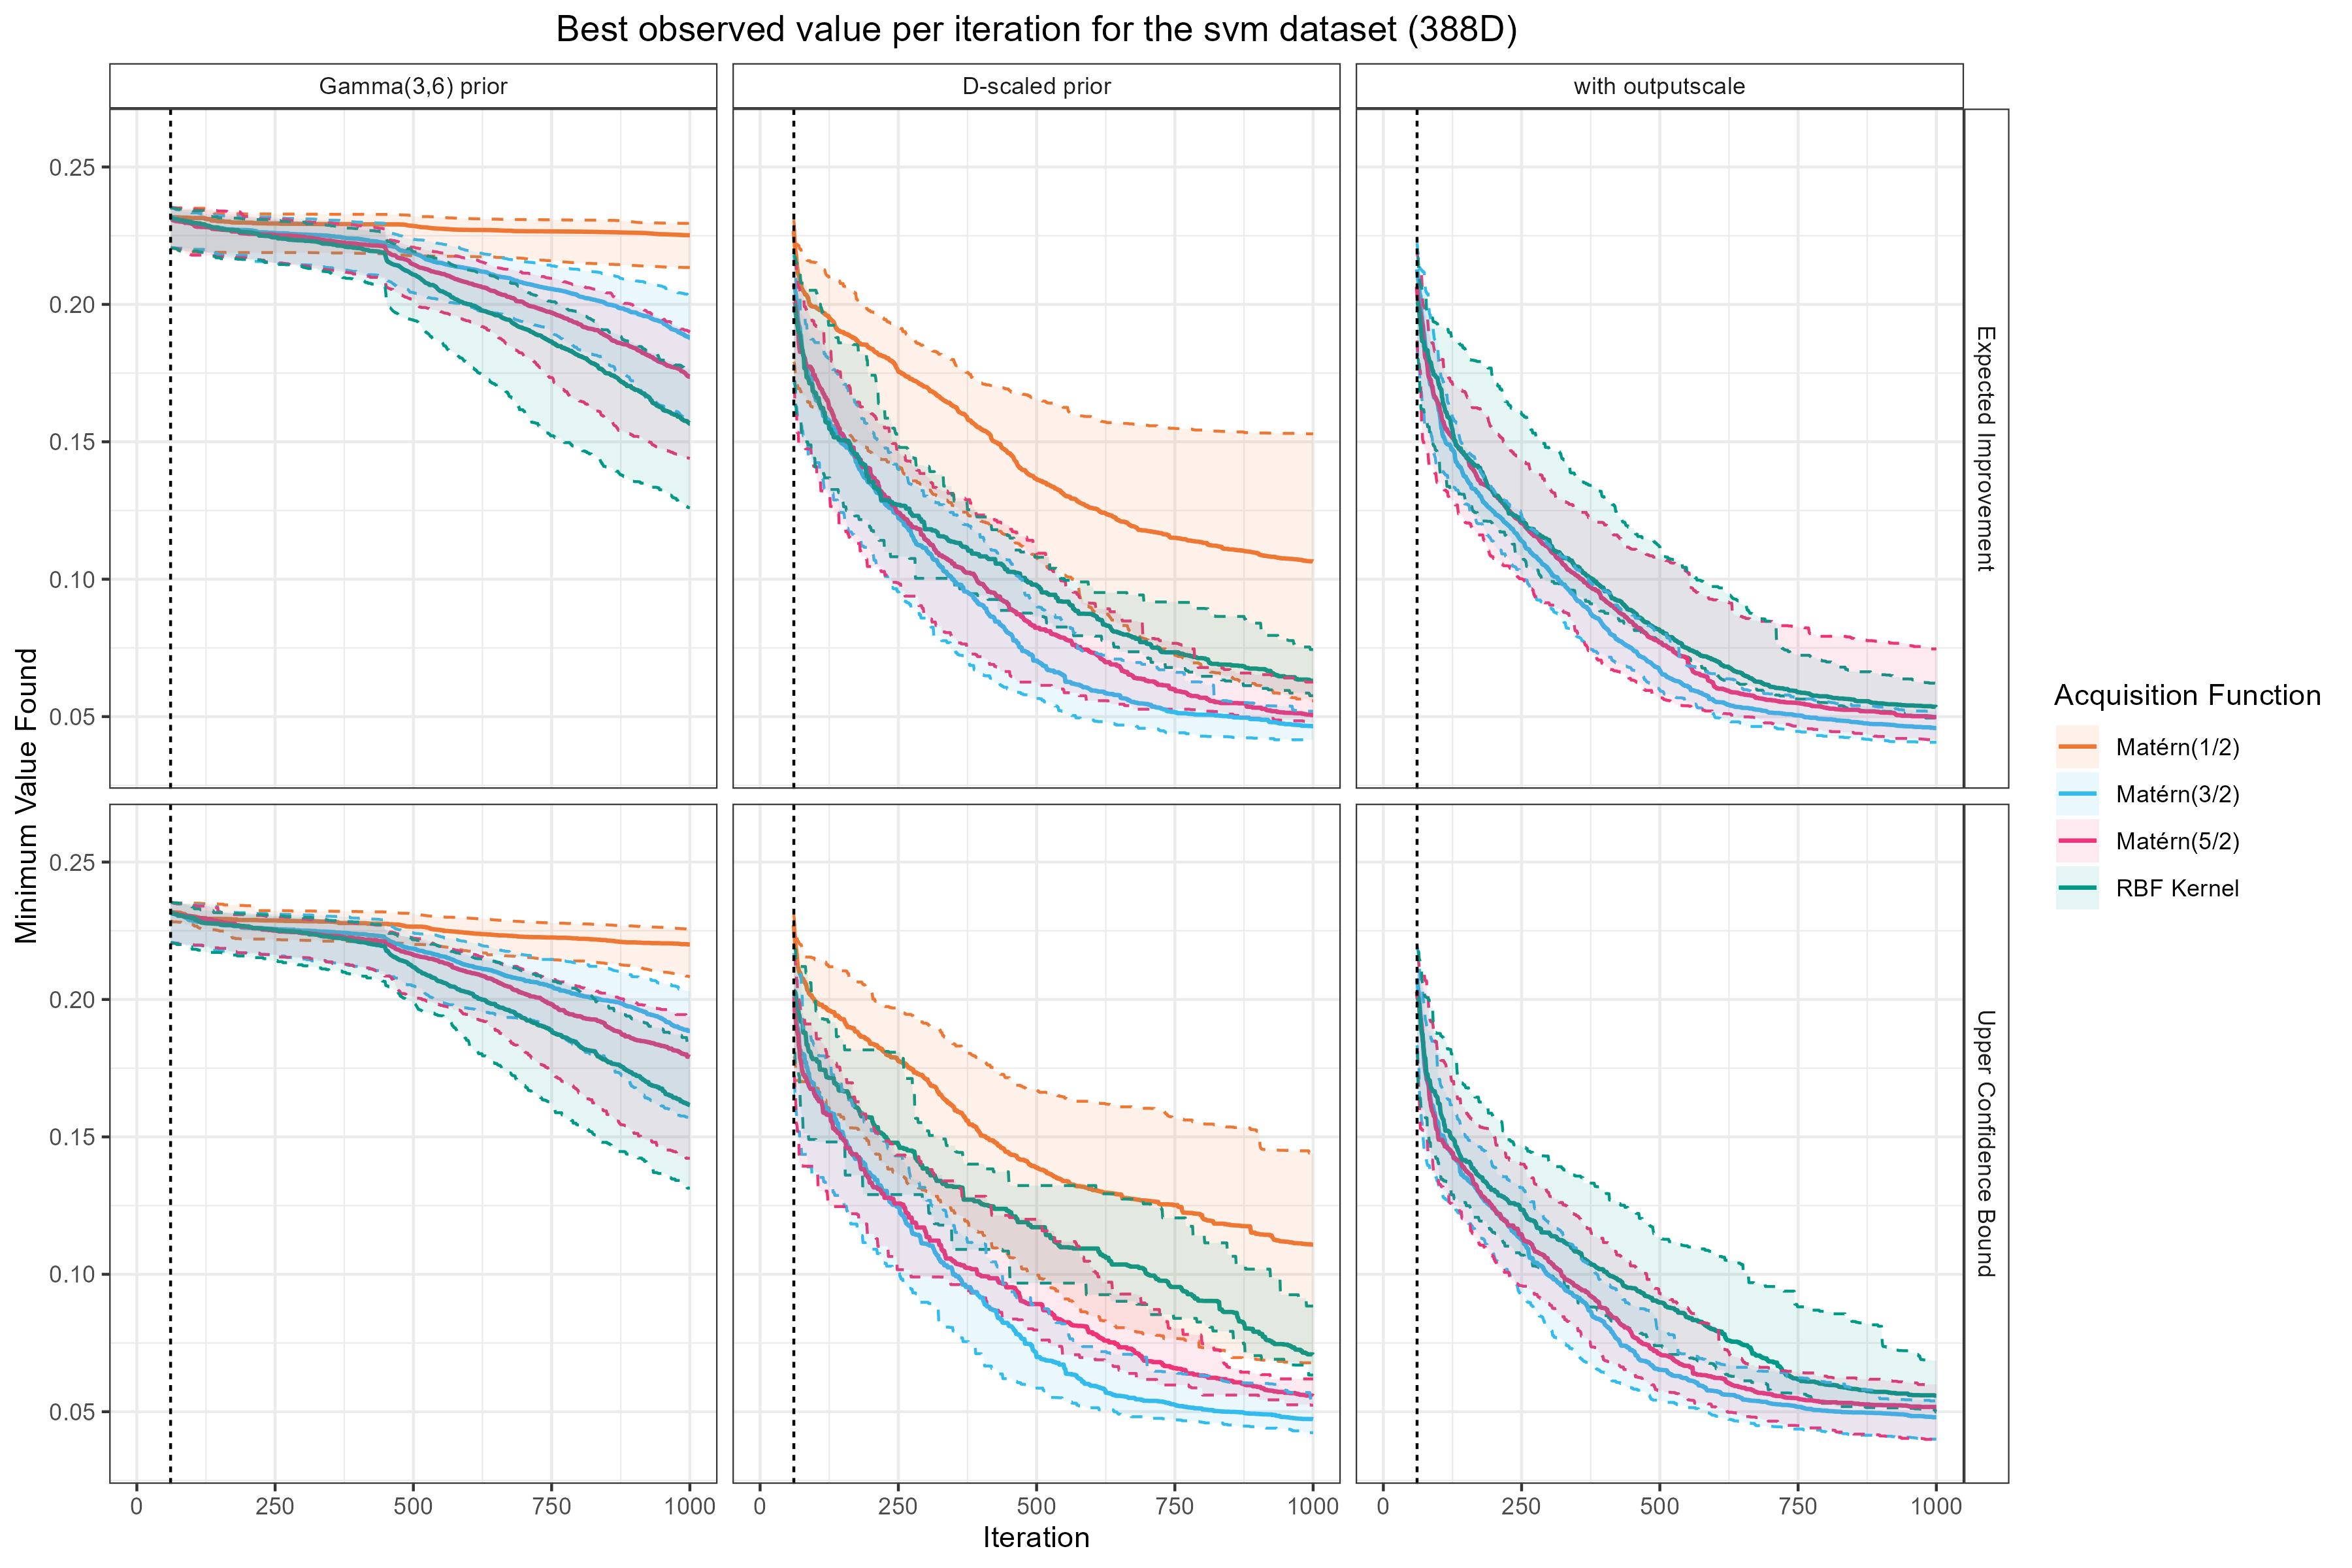 Best observed value per iteration for the svm dataset (388D)
Gamma(3,6) prior
D-scaled prior
with outputscale
0.25
0.20
0.15
0.10
0.05
Expected Improvement
Minimum Value Found
Acquisition Function
Matérn(1/2)
Matérn(3/2)
Matérn(5/2)
RBF Kernel
0.25
0.20
0.15
0.10
0.05
Upper Confidence Bound
0 250 500 750 1000
0 250 500 750 1000
0 250 500 750 1000
Iteration